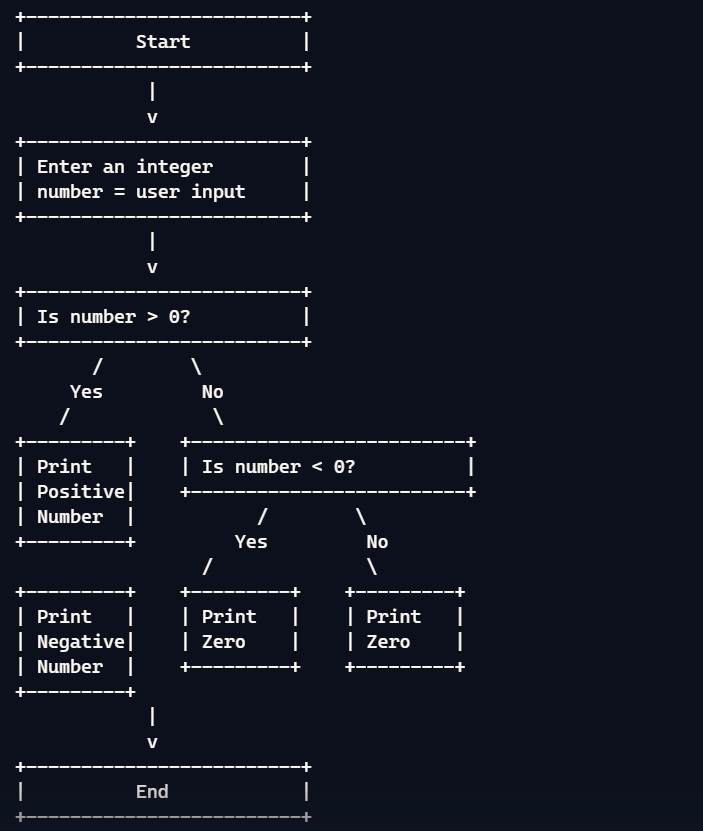 +--------------------------+
|          Start          |
+--------------------------+
            |
            v
+--------------------------+
| Enter an integer        |
| number = user input     |
+--------------------------+
            |
            v
+--------------------------+
| Is number > 0?          |
+--------------------------+
       /        \
     Yes         No
    /             \
+---------+    +-------------------------+
| Print   |    | Is number < 0?          |
| Positive|    +-------------------------+
| Number  |           /        \
+---------+         Yes         No
                 /              \
+---------+    +---------+    +---------+
| Print   |    | Print   |    | Print   |
| Negative|    | Zero    |    | Zero    |
| Number  |    +---------+    +---------+
+---------+
            |
            v
+--------------------------+
|          End            |
+--------------------------+